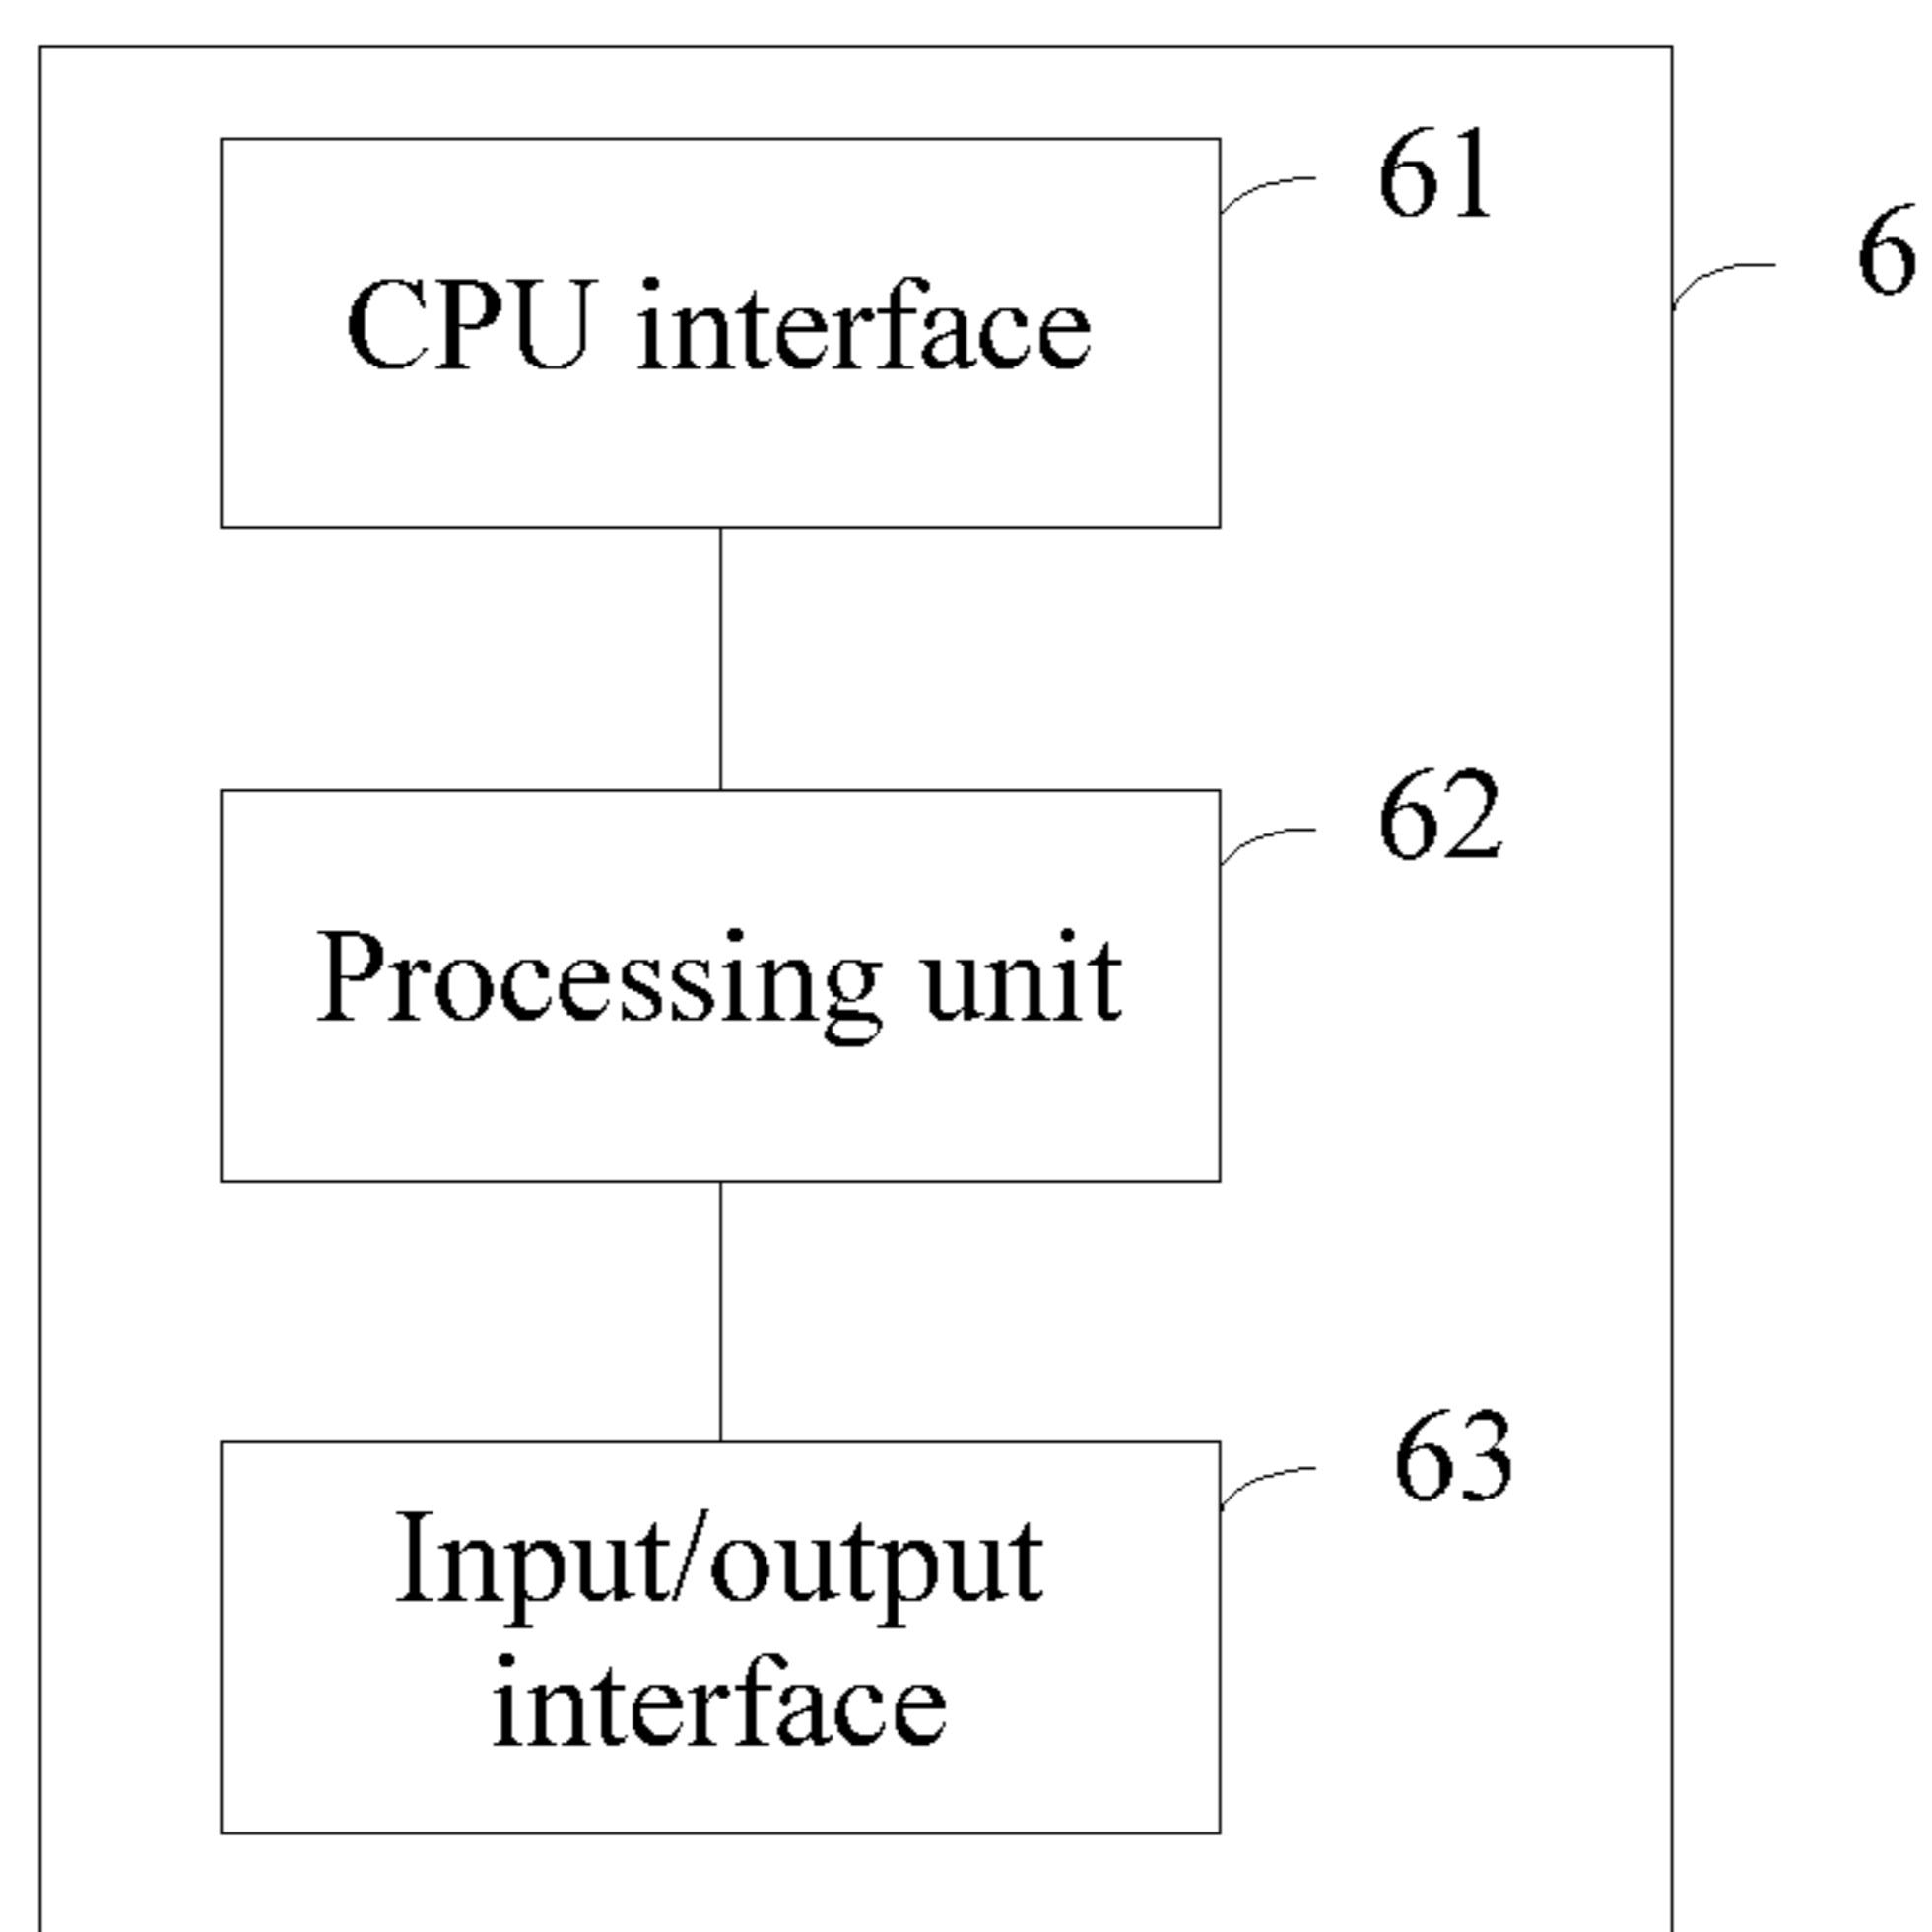 61
6
CPU interface
62
Processing unit
63
Input/output
interface